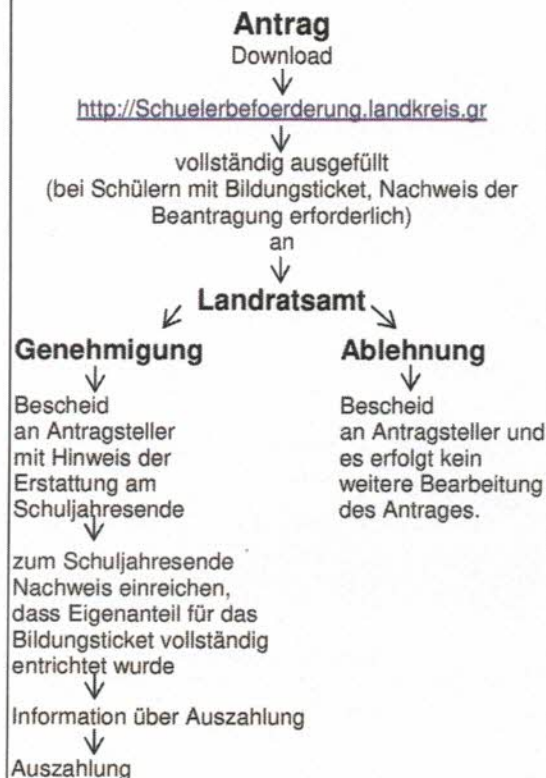 Antrag
Download
http://Schuelerbefoerderung.landkreis.gr
vollständig ausgefüllt
(bei Schülern mit Bildungsticket, Nachweis der
Beantragung erforderlich)
an
Landratsamt
Genehmigung
Bescheid
an Antragsteller
mit Hinweis der
Erstattung am
Schuljahresende
zum Schuljahresende
Nachweis einreichen,
dass Eigenanteil für das
Bildungsticket vollständig
entrichtet wurde
Information über Auszahlung
Auszahlung
Ablehnung
Bescheid
an Antragsteller und
es erfolgt kein
weitere Bearbeitung
des Antrages.